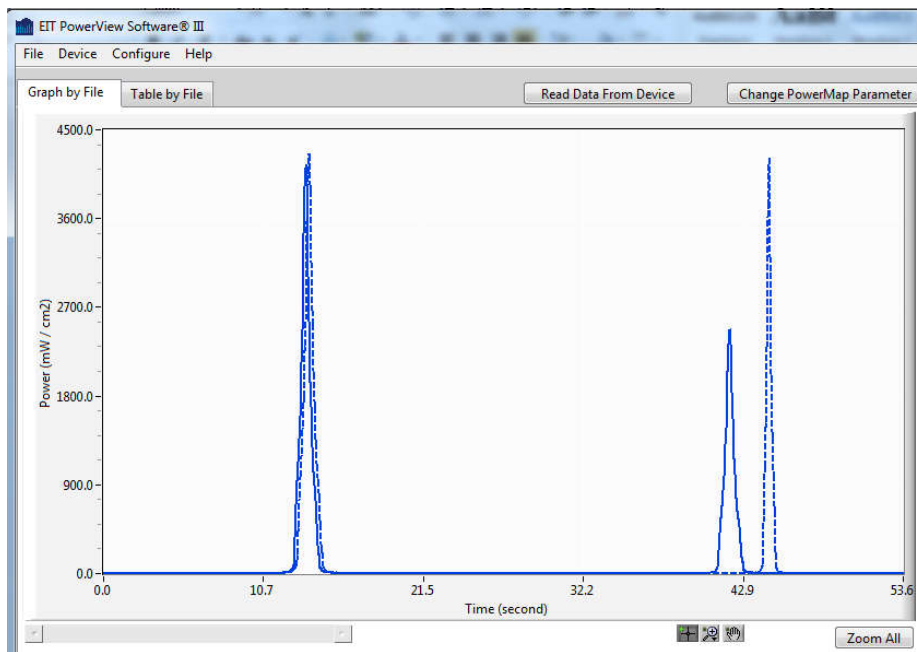 EIT PowerView Software® III
File Device Configure Help
Graph by File Table by File Read Data From Device Change PowerMap Parameter
4500.0
3600.0
2700.0
1800.0
900.0
0.0
Power (mW / cm2)
0.0 10.7 21.5 32.2 42.9 53.6
Time (second)
Zoom All